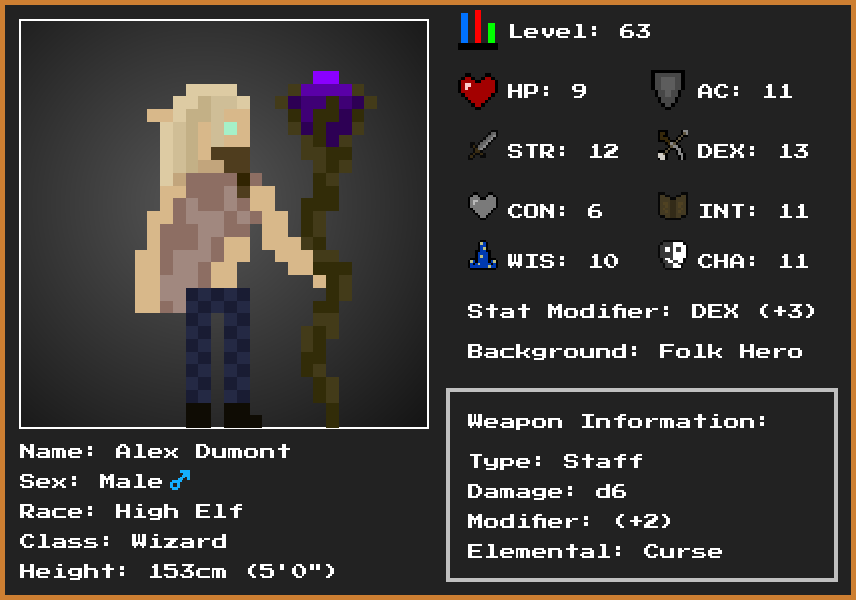 Level: 63
HP: 9
AC: 11
STR: 12
DEX: 13
CON: 6
INT: 11
WIS: 10
CHA: 11
Stat Modifier: DEX (+3)
Background: Folk Hero
Name: Alex Dumont
Sex: Male ♂
Race: High Elf
Class: Wizard
Height: 153cm (5'0")
Weapon Information:
Type: Staff
Damage: d6
Modifier: (+2)
Elemental: Curse